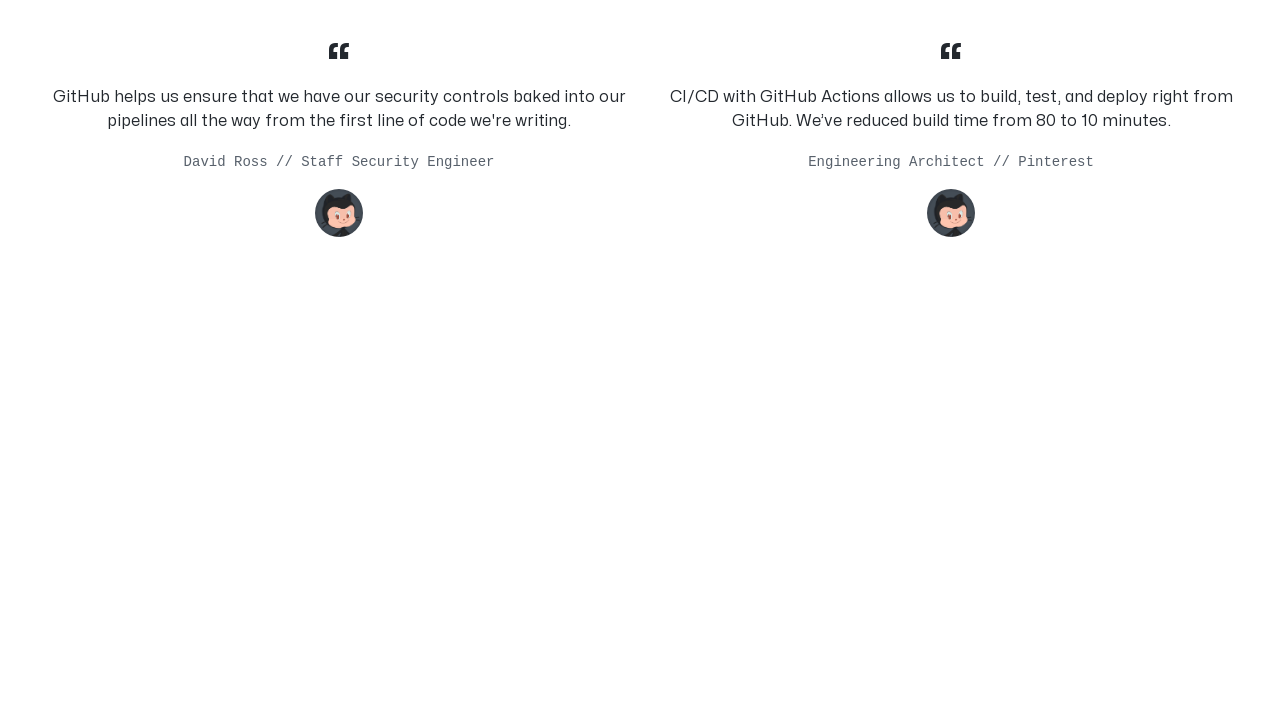 “
GitHub helps us ensure that we have our security controls baked into our
pipelines all the way from the first line of code we're writing.
David Ross // Staff Security Engineer
“
CI/CD with GitHub Actions allows us to build, test, and deploy right from
GitHub. We’ve reduced build time from 80 to 10 minutes.
Engineering Architect // Pinterest